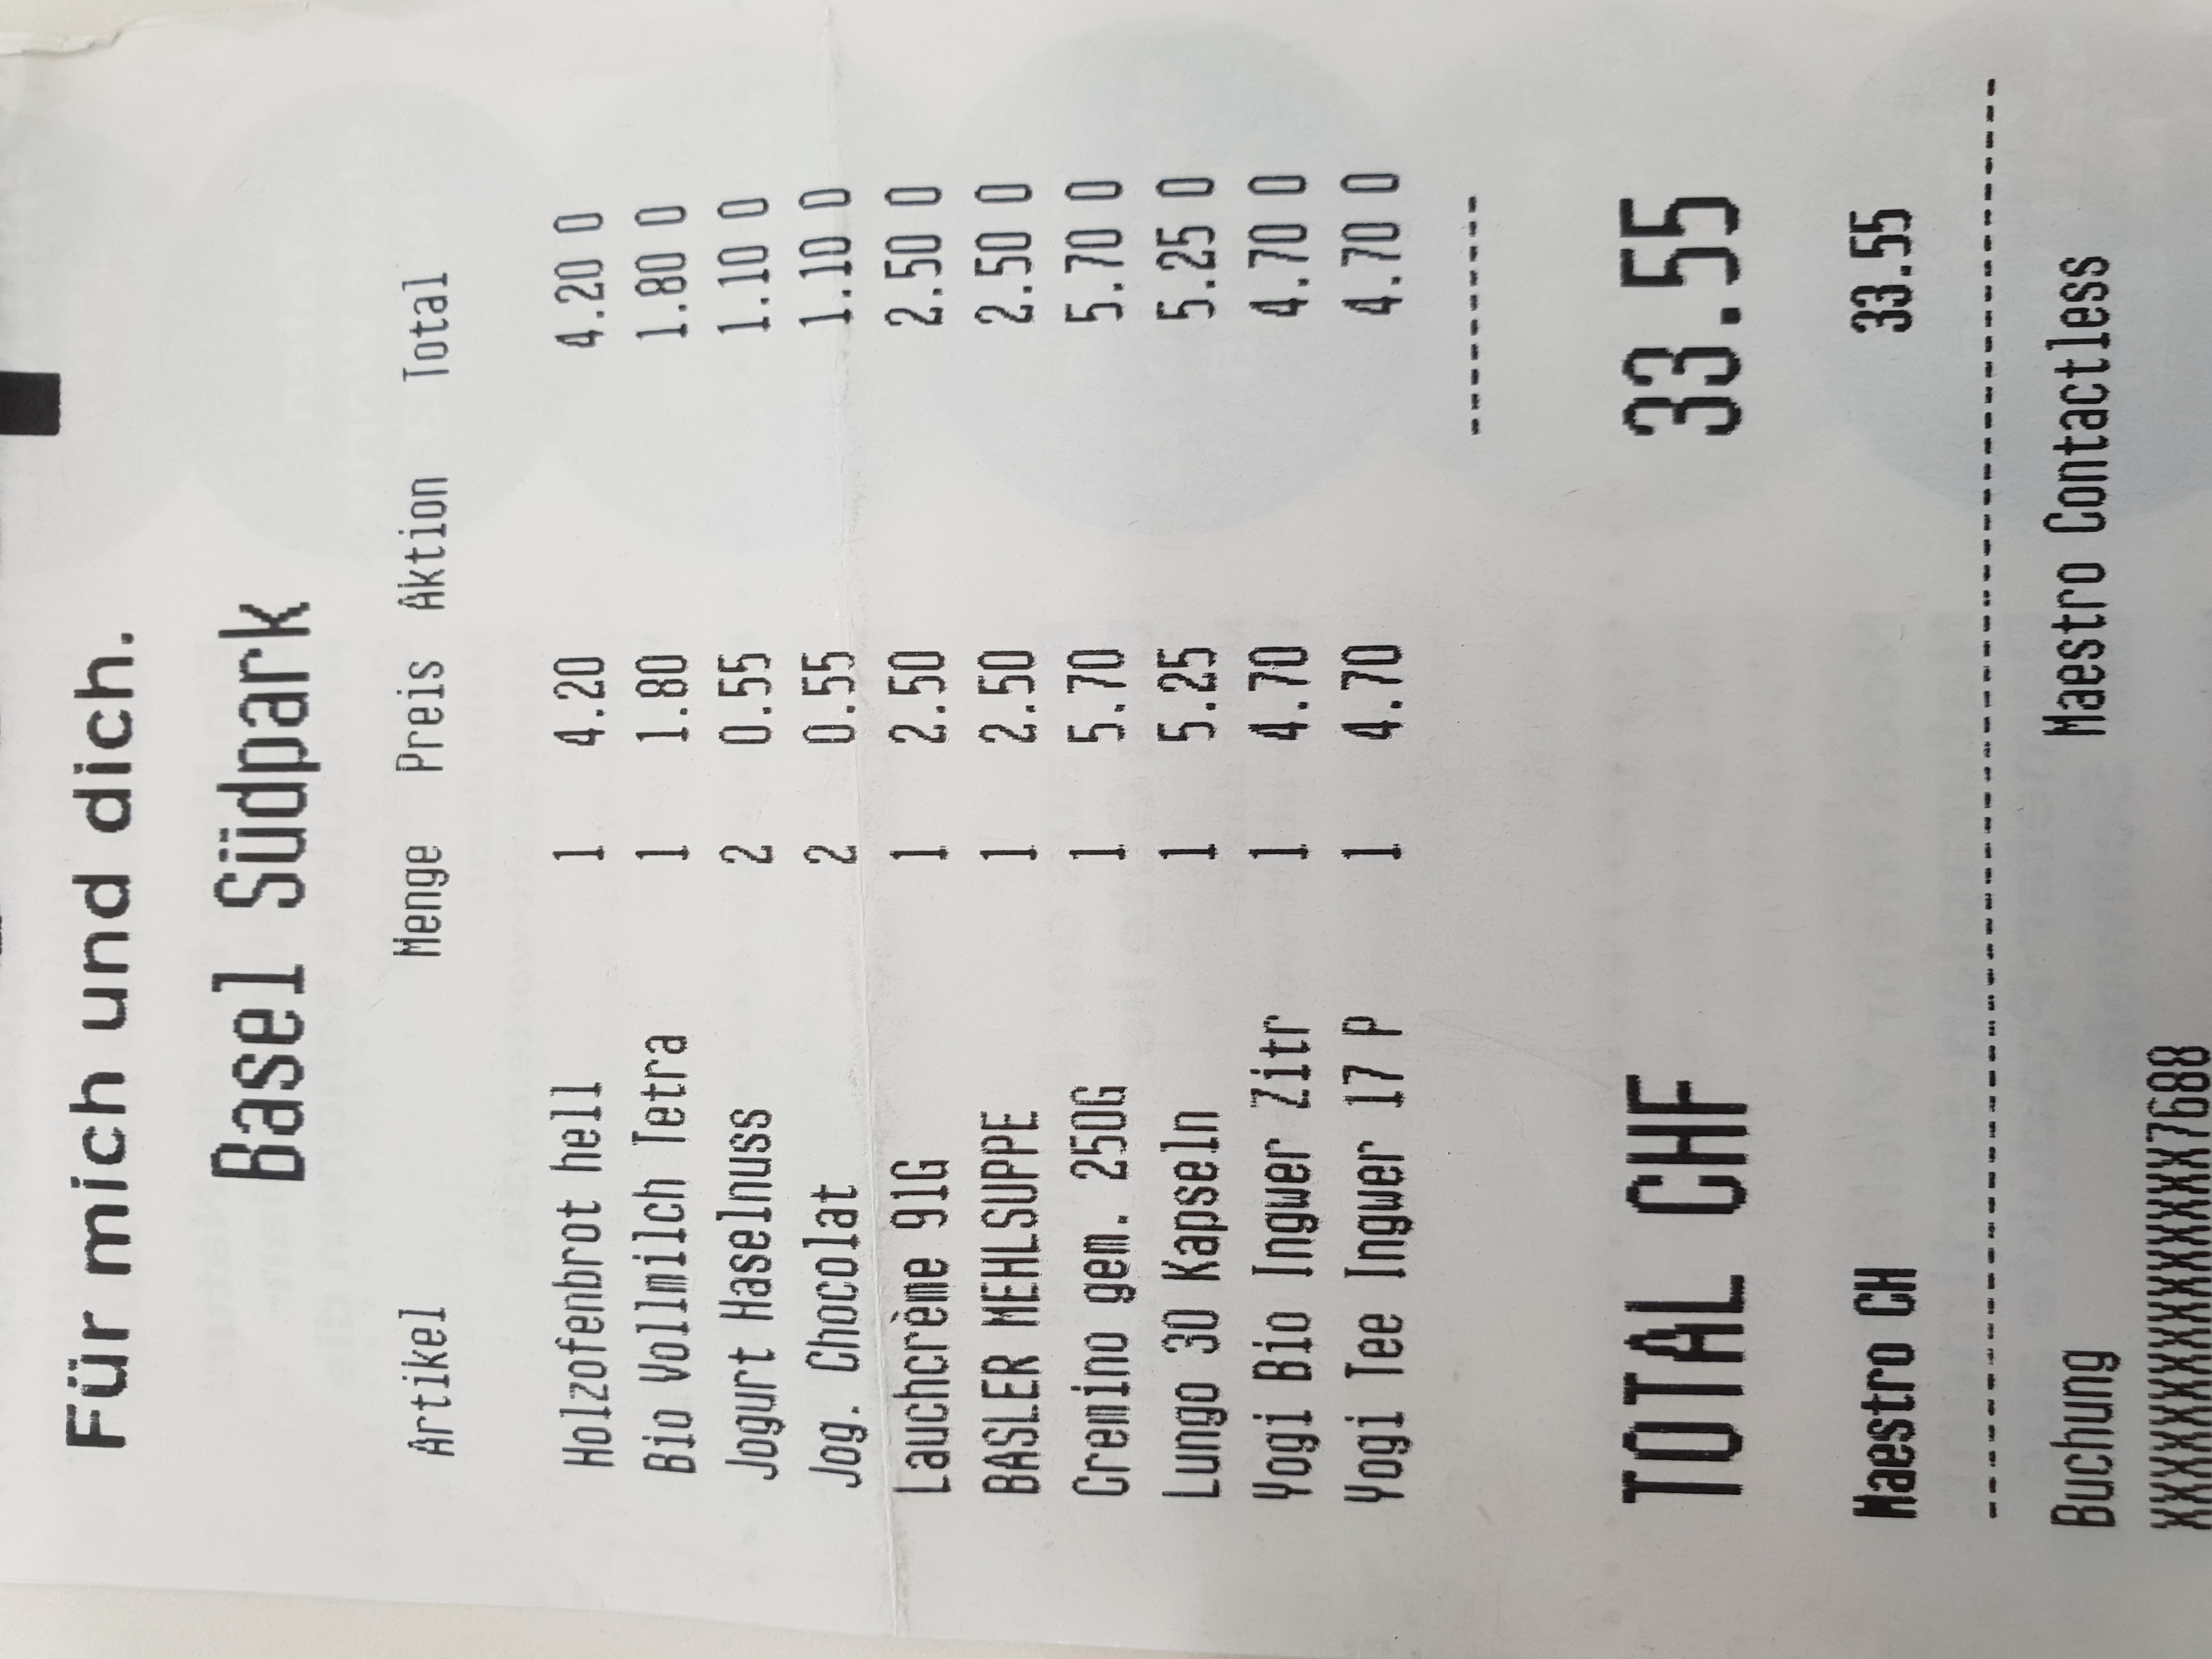 Für mich und dich.
Basel Südpark
Artikel Menge Preis Aktion Total
Holzofenbrot hell 1 4.20 4.20 0
Bio Vollmilch Tetra 1 1.80 1.80 0
Jogurt Haselnuss 2 0.55 1.10 0
Jog. Chocolat 2 0.55 1.10 0
Lauchcrème 91G 1 2.50 2.50 0
BASLER MEHLSUPPE 1 2.50 2.50 0
Cremino gem. 250G 1 5.70 5.70 0
Lungo 30 Kapseln 1 5.25 5.25 0
Yogi Bio Ingwer Zitr 1 4.70 4.70 0
Yogi Tee Ingwer 17 P 1 4.70 4.70 0
----------
TOTAL CHF 33.55
Maestro CH 33.55
Buchung Maestro Contactless
XXXXXXXXXXXXXXX7688